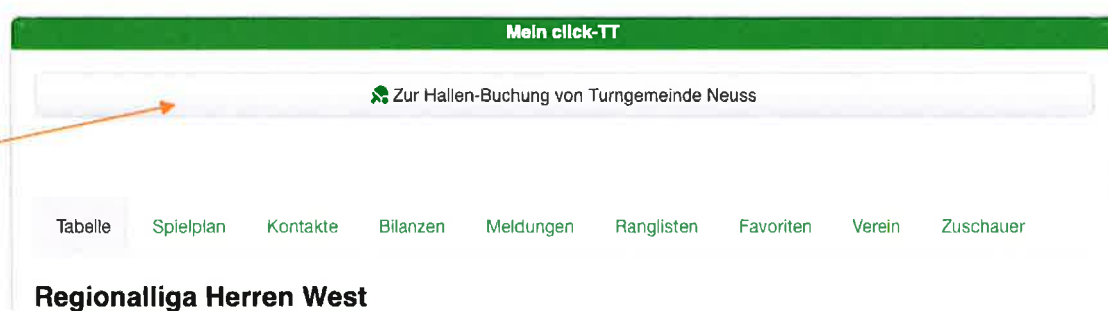 Mein click-TT
Zur Hallen-Buchung von Turngemeinde Neuss
Tabelle Spielplan Kontakte Bilanzen Meldungen Ranglisten Favoriten Verein Zuschauer
Regionalliga Herren West